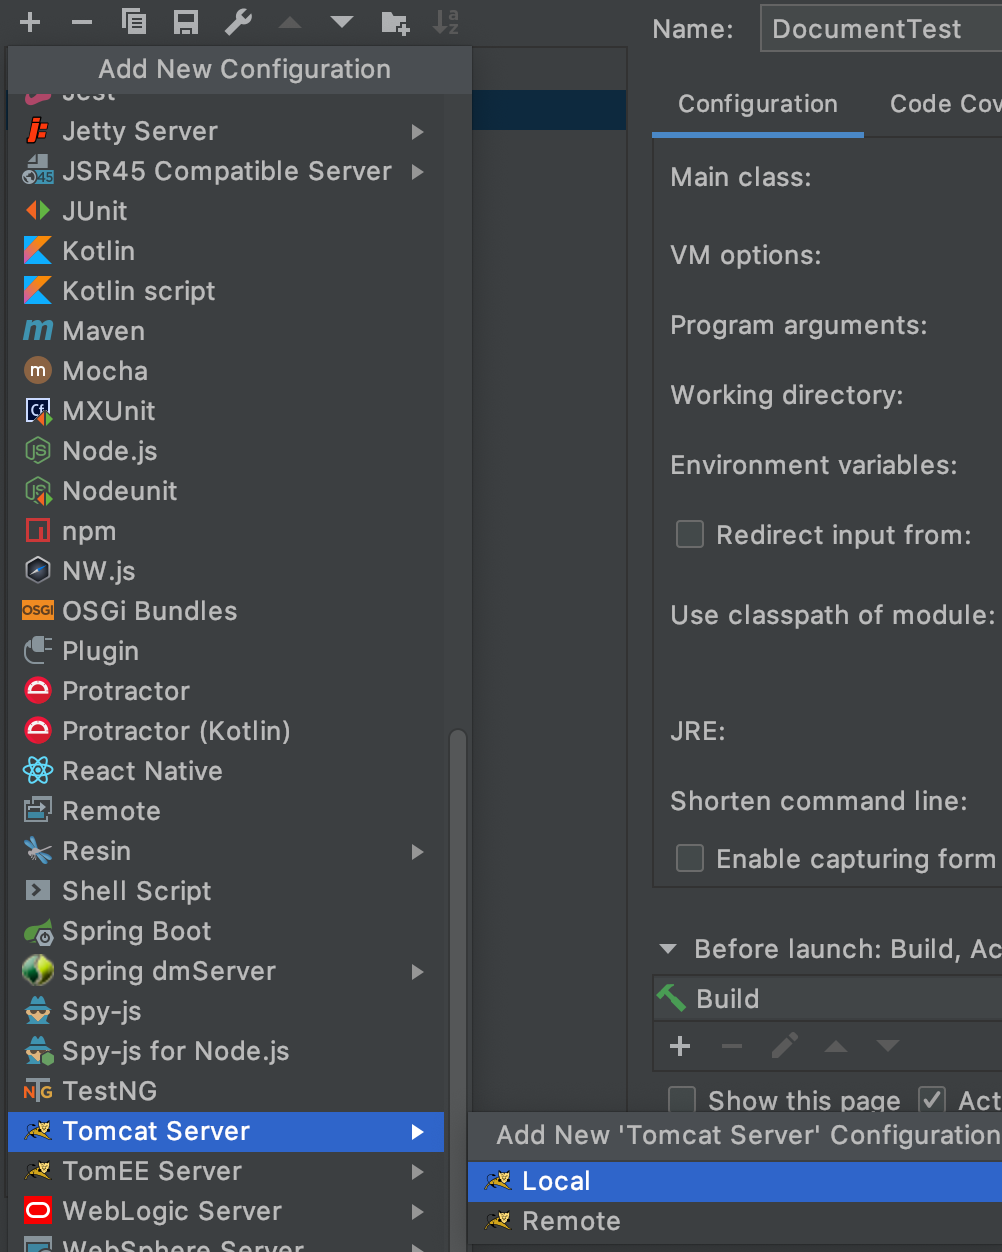 Add New Configuration
Jest
Jetty Server
JSR45 Compatible Server
JUnit
Kotlin
Kotlin script
Maven
Mocha
MXUnit
Node.js
Nodeunit
npm
NW.js
OSGi Bundles
Plugin
Protractor
Protractor (Kotlin)
React Native
Remote
Resin
Shell Script
Spring Boot
Spring dmServer
Spy-js
Spy-js for Node.js
TestNG
Tomcat Server
TomEE Server
WebLogic Server
WebSphere Server
Name: DocumentTest
Configuration Code Cov
Main class:
VM options:
Program arguments:
Working directory:
Environment variables:
Redirect input from:
Use classpath of module:
JRE:
Shorten command line:
Enable capturing form
Before launch: Build, Ac
Build
Show this page Act
Add New 'Tomcat Server' Configuration
Local
Remote